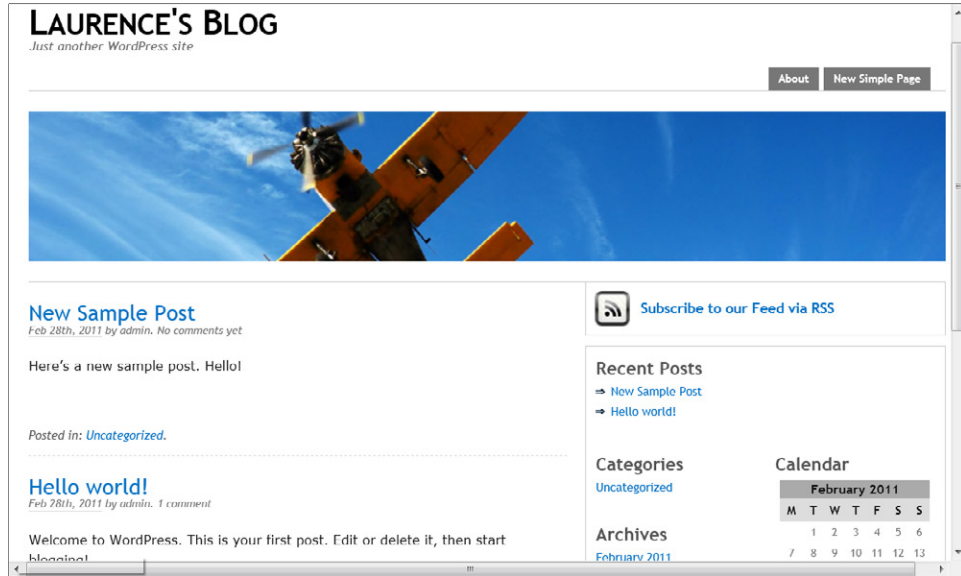 LAURENCE'S BLOG
Just another WordPress site
About New Simple Page
New Sample Post
Feb 28th, 2011 by admin. No comments yet
Here's a new sample post. Hello!
Posted in: Uncategorized.
Hello world!
Feb 28th, 2011 by admin. 1 comment
Welcome to WordPress. This is your first post. Edit or delete it, then start
blogging!
Subscribe to our Feed via RSS
Recent Posts
⇒ New Sample Post
⇒ Hello world!
Categories
Uncategorized
Archives
February 2011
Calendar
February 2011
M T W T F S S
1 2 3 4 5 6
7 8 9 10 11 12 13